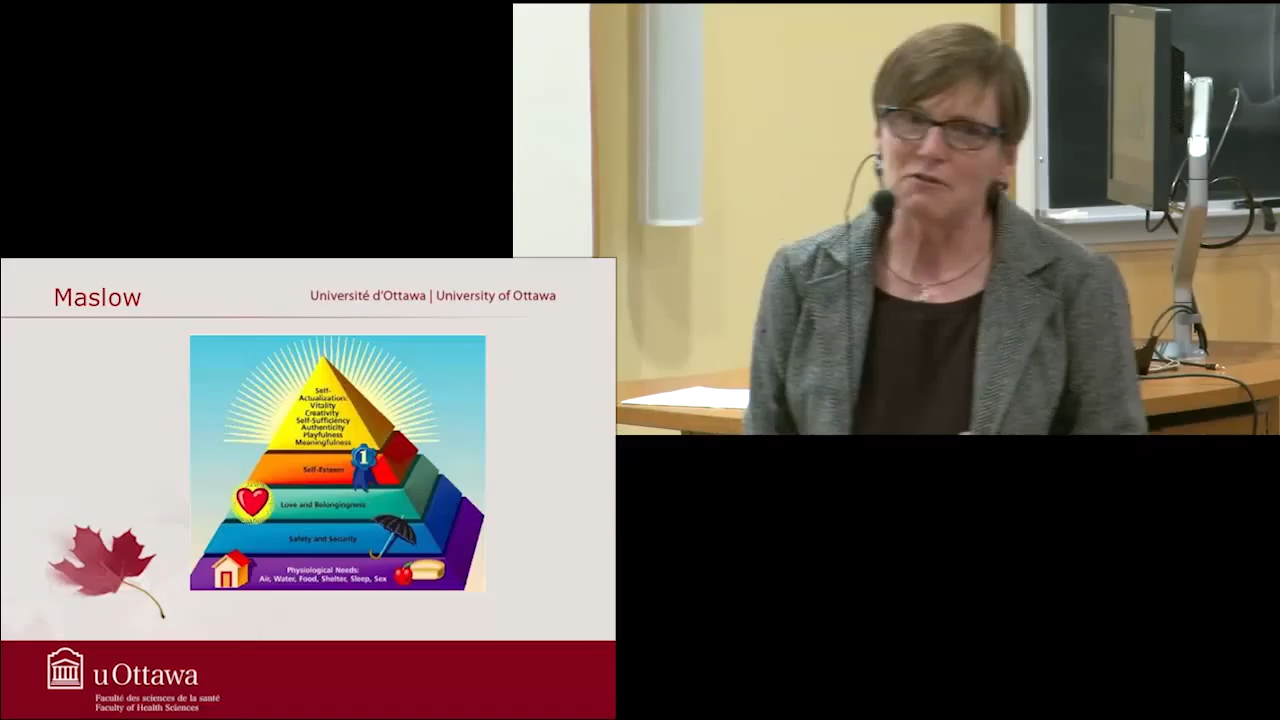 Maslow
Université d'Ottawa | University of Ottawa
Self-
Actualization:
Vitality
Creativity
Self-Sufficiency
Authenticity
Playfulness
Meaningfulness
1
Self-Esteem
Love and Belongingness
Safety and Security
Physiological Needs:
Air, Water, Food, Shelter, Sleep, Sex
uOttawa
Faculté des sciences de la santé
Faculty of Health Sciences